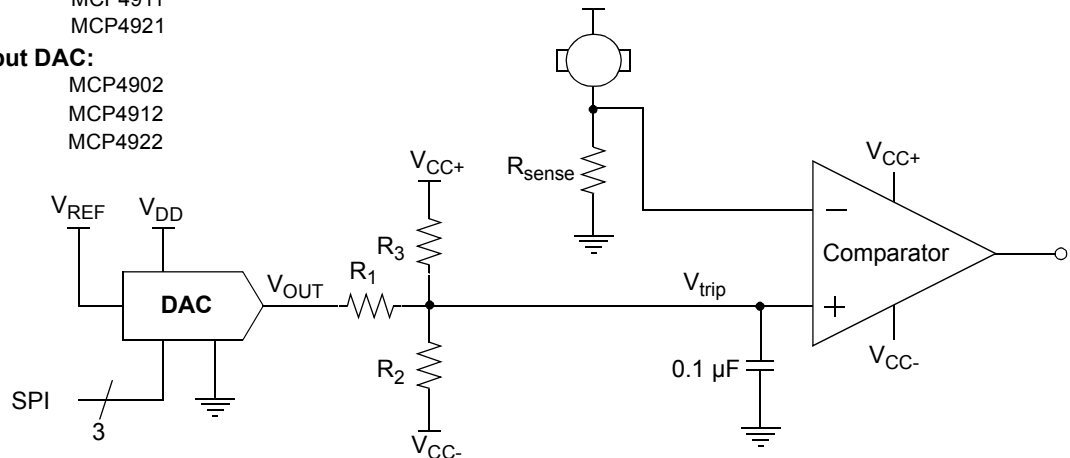 MCP4921
out DAC:
MCP4902
MCP4912
MCP4922
VCC+
Rsense
VCC+
VREF
VDD
R3
Comparator
R1
VOUT
Vtrip
DAC
R2
0.1 µF
VCC-
SPI
3
VCC-